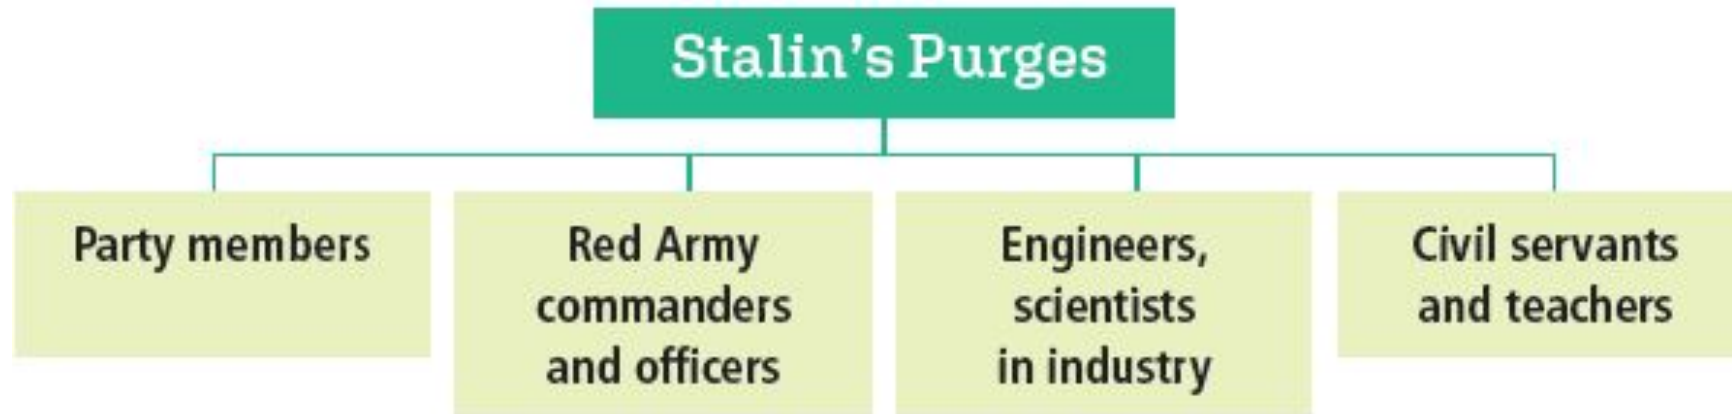 Stalin's Purges
Party members
Red Army
commanders
and officers
Engineers,
scientists
in industry
Civil servants
and teachers